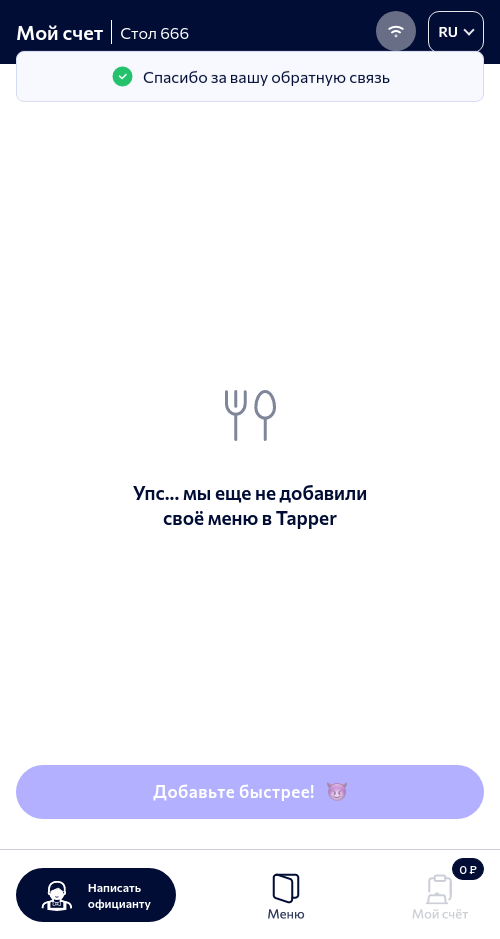 Мой счет
Стол 666
RU
Спасибо за вашу обратную связь
Упс... мы еще не добавили
своё меню в Tapper
Добавьте быстрее! 😈
Написать
официанту
Меню
0 ₽
Мой счёт